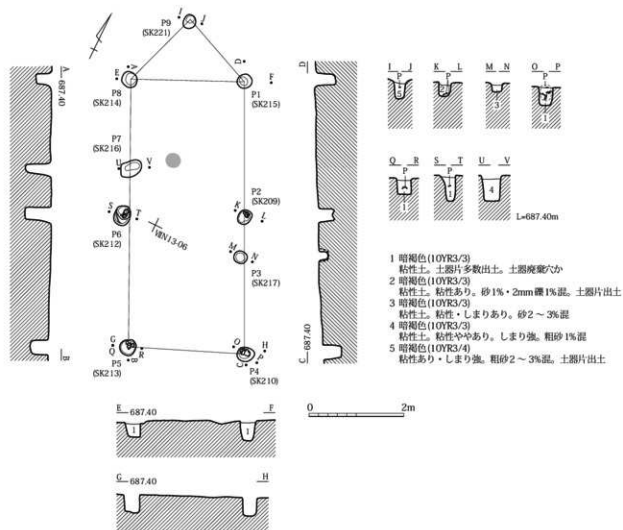 I
J
P9
(SK221)
A
687.40
E
A
P8
(SK214)
D
F
P1
(SK215)
D
I J
K L
M N
O P
P
P
P
5
2
3
1
P7
(SK216)
U
V
Q R
S T
U V
P
P
1
1
4
L=687.40m
P2
(SK209)
K
L
S
T
P6
(SK212)
M
N
P3
(SK217)
1 暗褐色(10YR3/3)
粘性土。土器片多数出土。土器廃棄穴か
2 暗褐色(10YR3/3)
粘性土。粘性あり。砂1%・2mm礫1%混。土器片出土
3 暗褐色(10YR3/3)
粘性土。粘性・しまりあり。砂2～3%混
4 暗褐色(10YR3/3)
粘性土。粘性ややあり。しまり強。粗砂1%混
5 暗褐色(10YR3/4)
粘性あり・しまり強。粗砂2～3%混。土器片出土
G
Q
R
B
P5
(SK213)
O
H
P
C
P4
(SK210)
B
687.40
C
0 2m
E 687.40 F
1
1
G 687.40 H